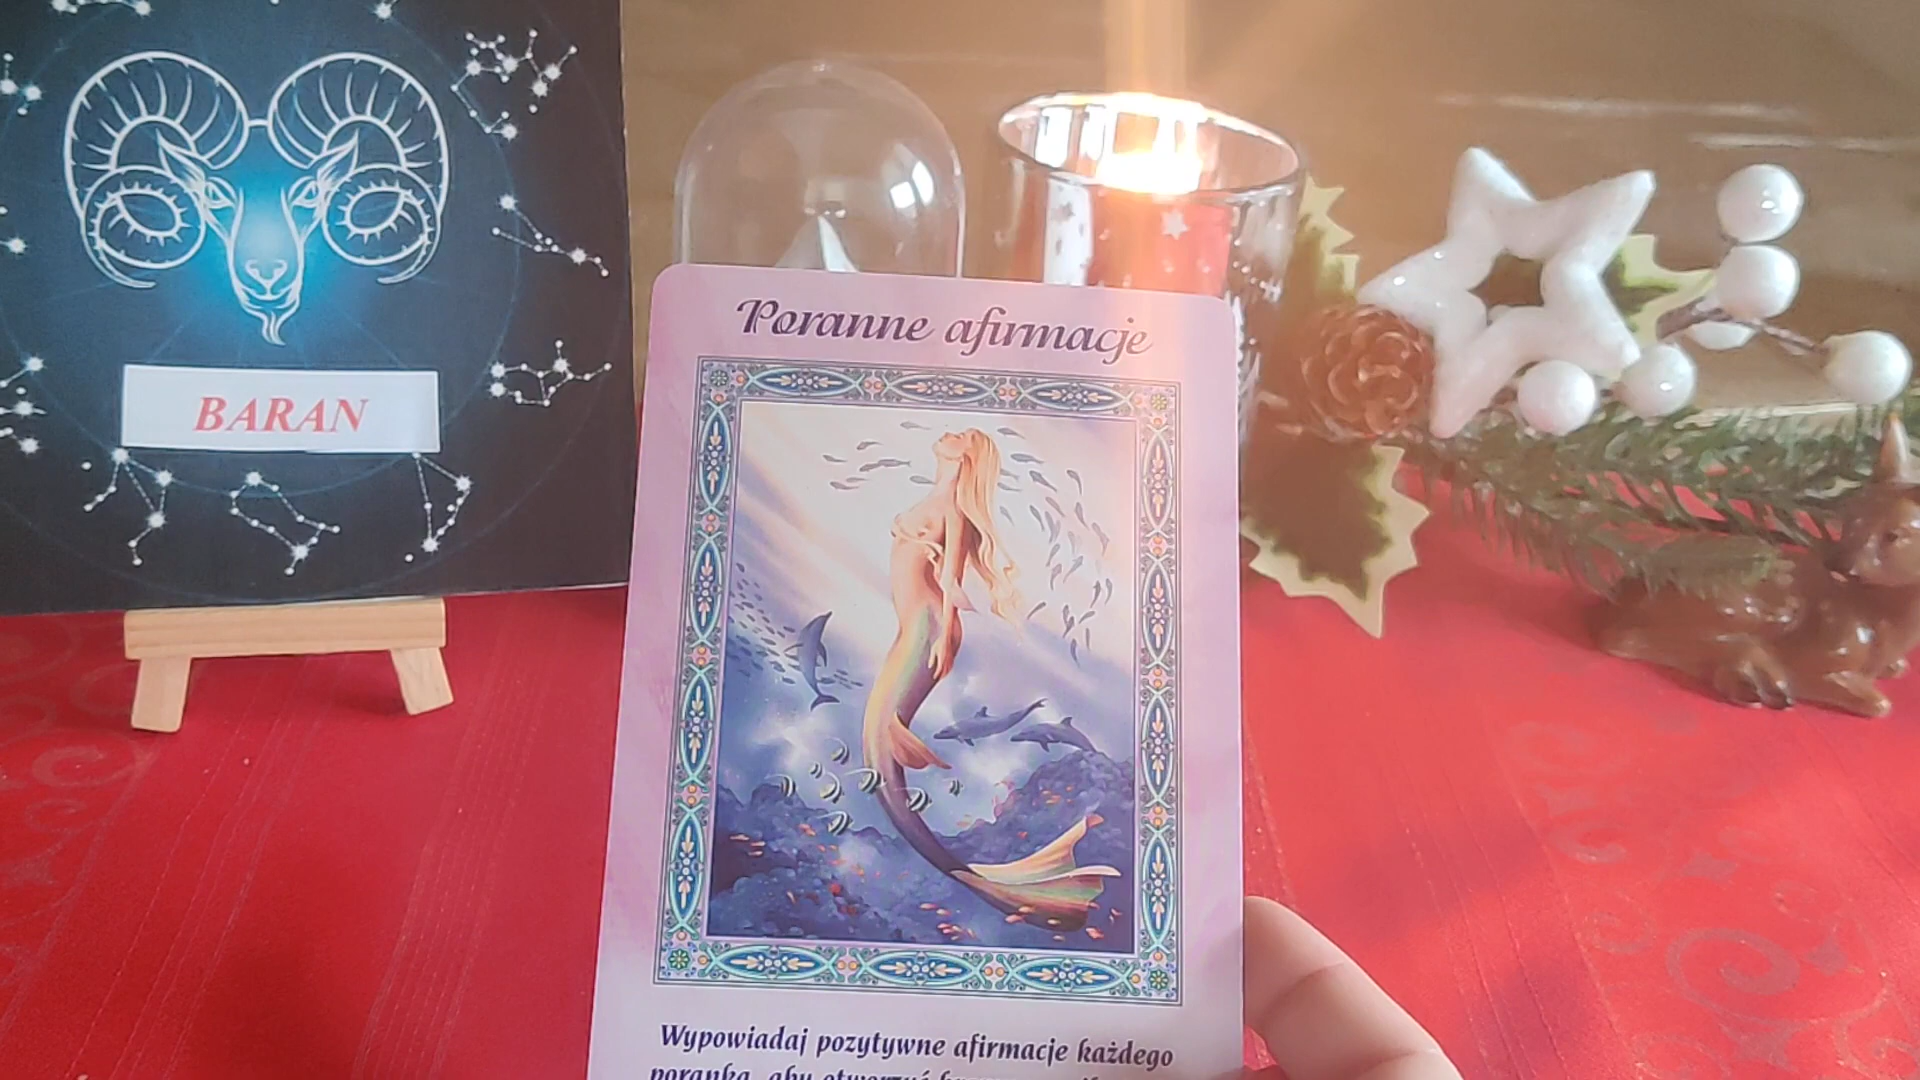 BARAN
Poranne afirmacje
Wypowiadaj pozytywne afirmacje każdego
poranka, aby otworzyć